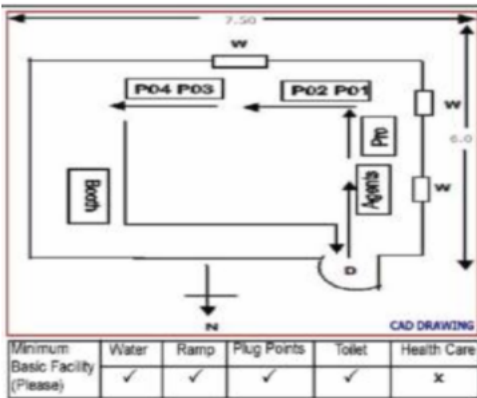 7.50
W
P04 P03
P02 P01
W
6.0
Pro
Booth
Agents
W
D
N
CAD DRAWING
Minimum Basic Facility (Please) Water Ramp Plug Points Toilet Health Care
✓ ✓ ✓ ✓ x